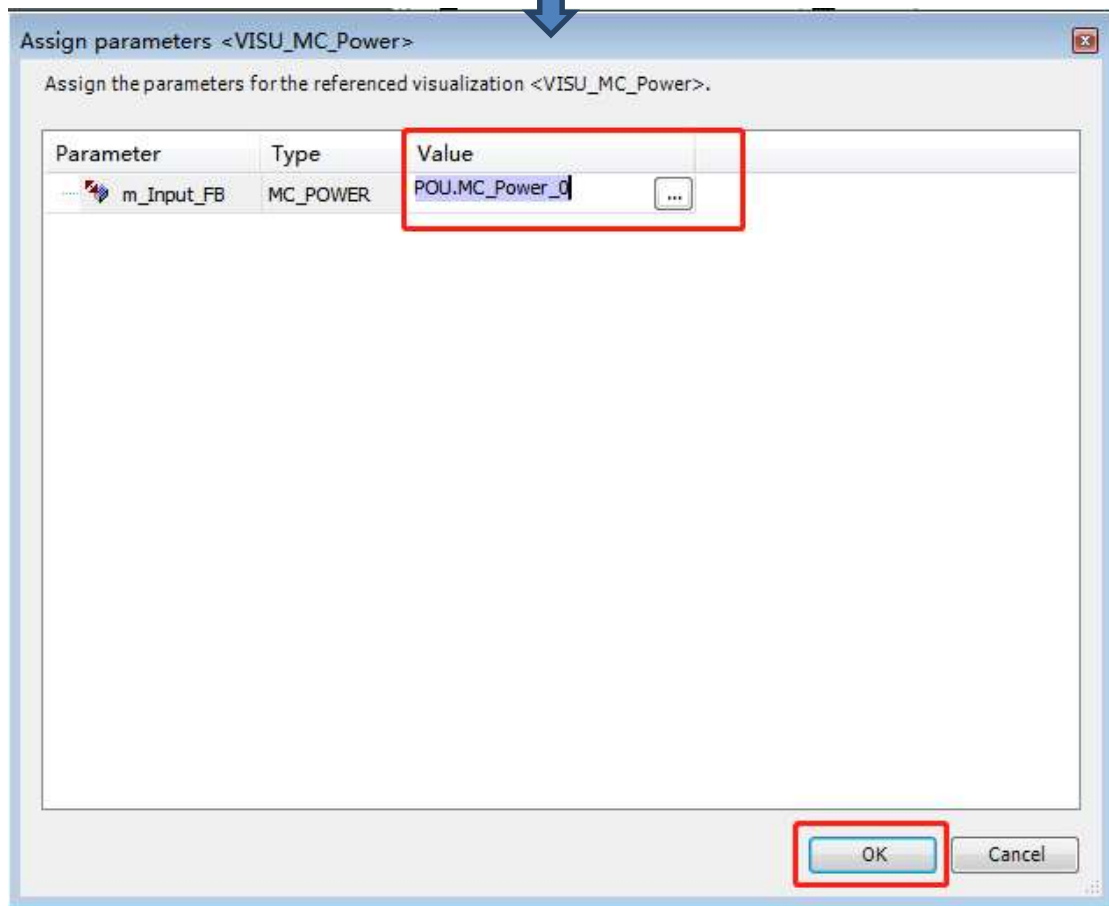 Assign parameters <VISU_MC_Power>
Assign the parameters for the referenced visualization <VISU_MC_Power>.
Parameter Type Value
m_Input_FB MC_POWER POU.MC_Power_0 ...
OK Cancel